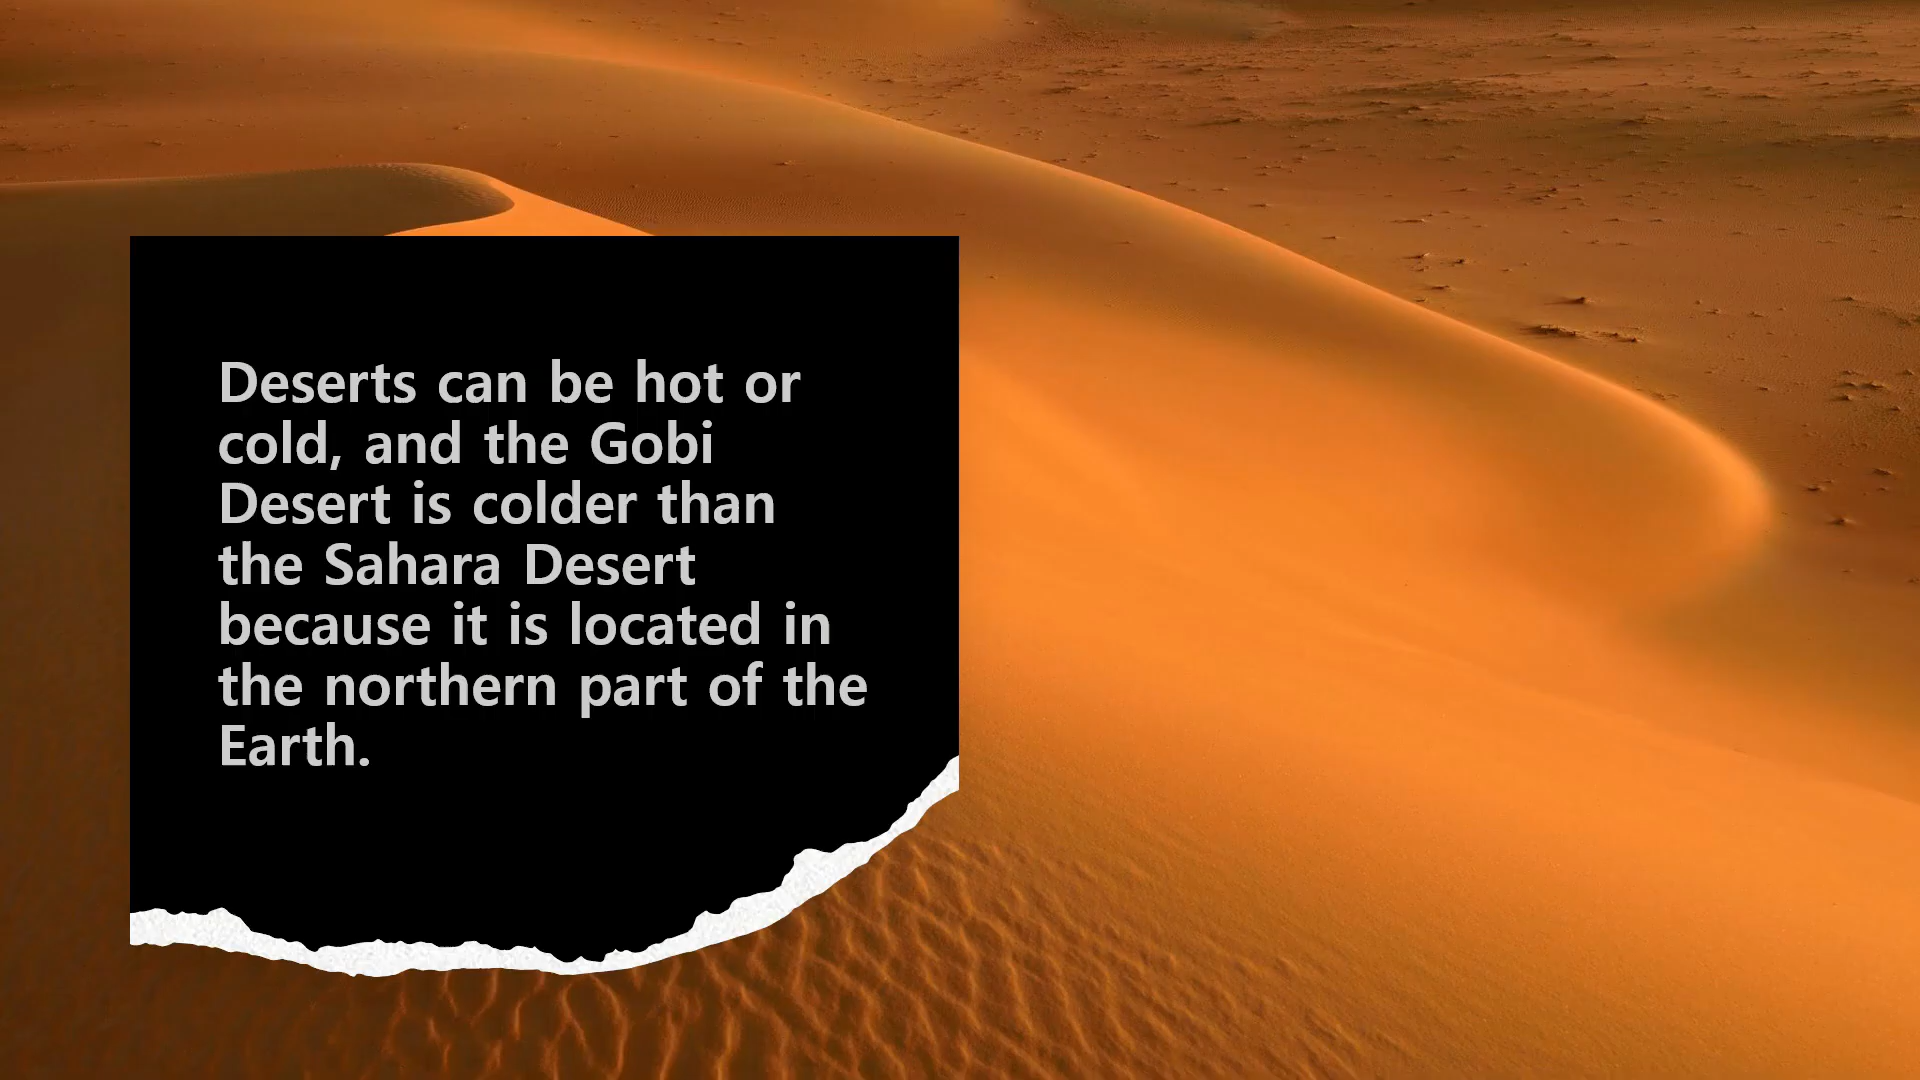 Deserts can be hot or
cold, and the Gobi
Desert is colder than
the Sahara Desert
because it is located in
the northern part of the
Earth.